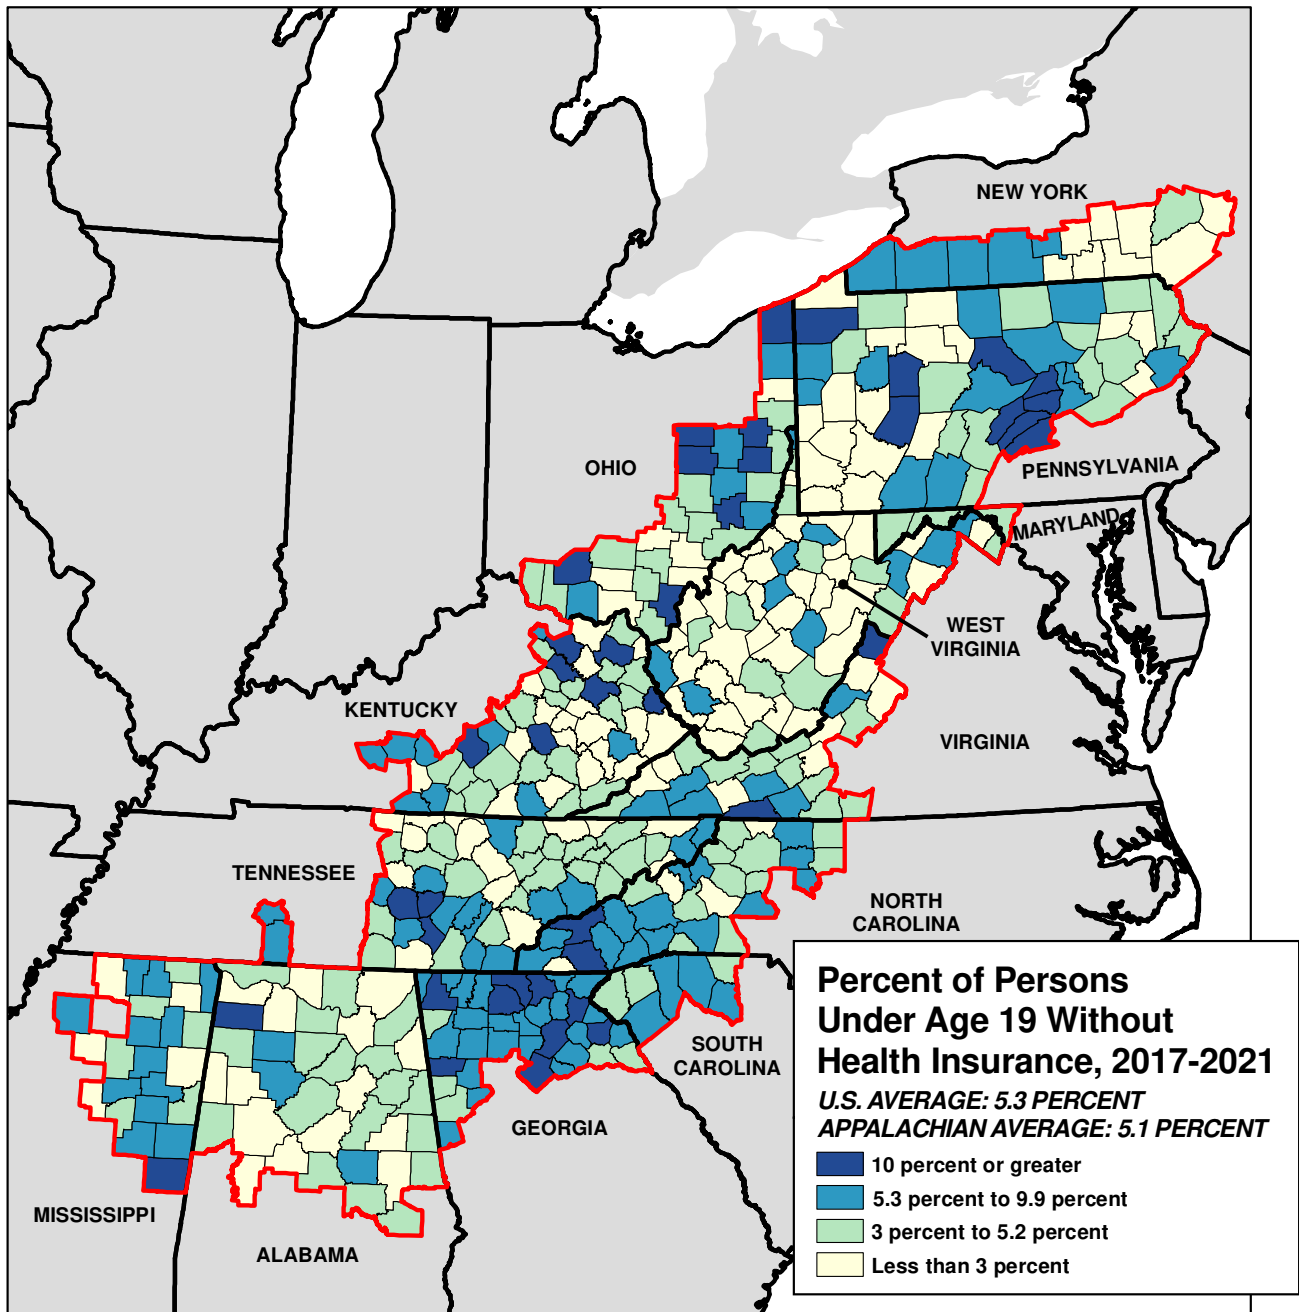 NEW YORK
OHIO
PENNSYLVANIA
MARYLAND
WEST
VIRGINIA
KENTUCKY
VIRGINIA
TENNESSEE
NORTH
CAROLINA
SOUTH
CAROLINA
GEORGIA
MISSISSIPPI
ALABAMA
Percent of Persons
Under Age 19 Without
Health Insurance, 2017-2021
U.S. AVERAGE: 5.3 PERCENT
APPALACHIAN AVERAGE: 5.1 PERCENT
10 percent or greater
5.3 percent to 9.9 percent
3 percent to 5.2 percent
Less than 3 percent